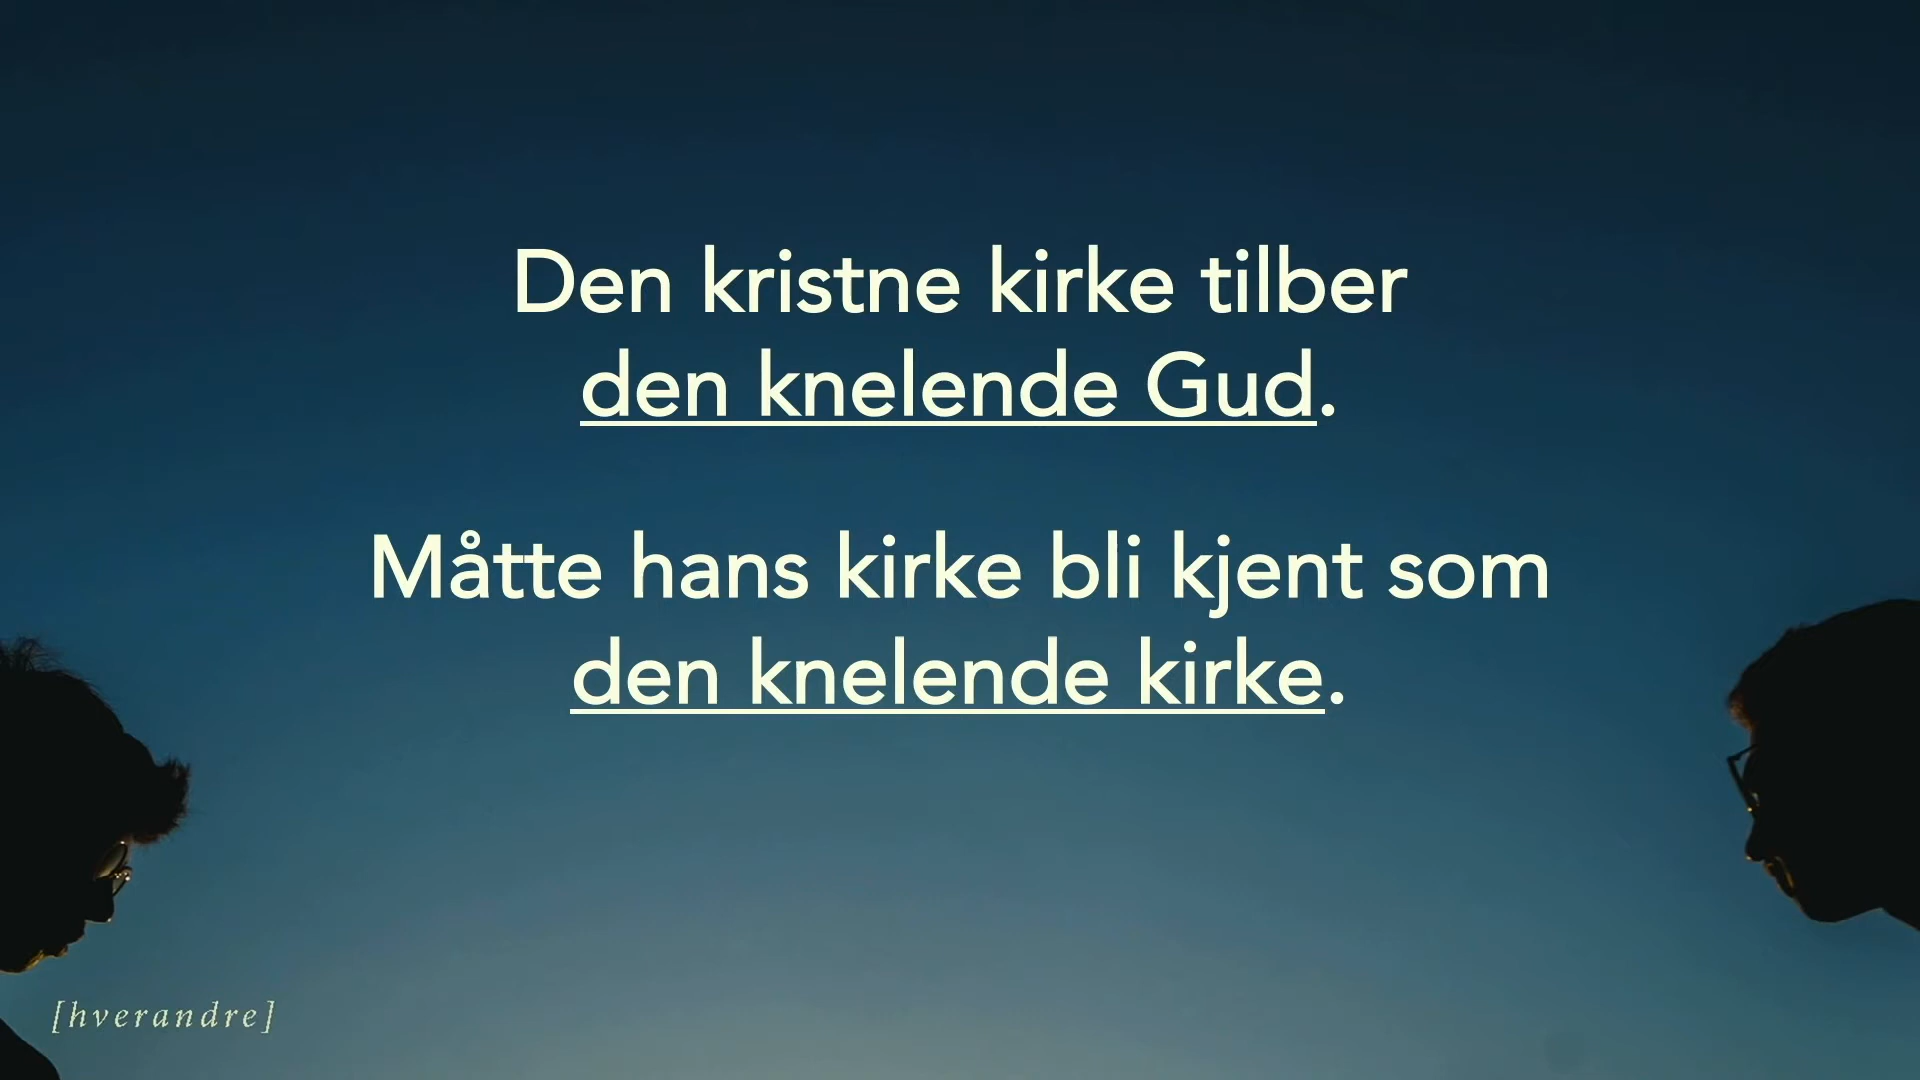 Den kristne kirke tilber
den knelende Gud.
Måtte hans kirke bli kjent som
den knelende kirke.
[hverandre]